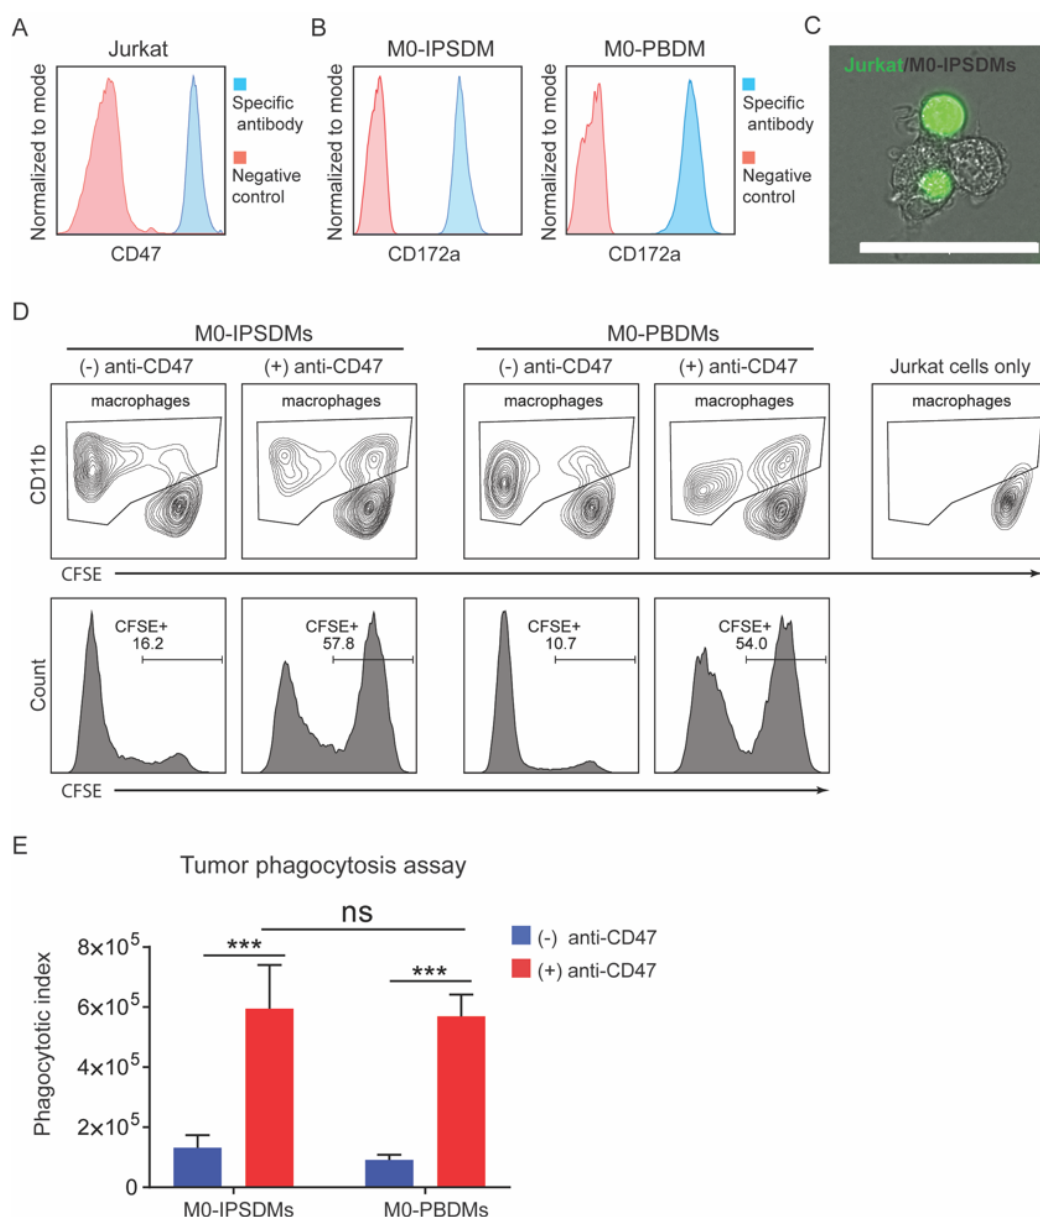 A
Jurkat
Normalized to mode
CD47
Specific
antibody
Negative
control
B
M0-IPSDM
M0-PBDM
Normalized to mode
CD172a
Normalized to mode
CD172a
Specific
antibody
Negative
control
C
Jurkat/M0-IPSDMs
D
M0-IPSDMs
M0-PBDMs
(-) anti-CD47
(+) anti-CD47
(-) anti-CD47
(+) anti-CD47
Jurkat cells only
macrophages
macrophages
macrophages
macrophages
macrophages
CD11b
CFSE
CFSE+
16.2
CFSE+
57.8
CFSE+
10.7
CFSE+
54.0
Count
CFSE
E
Tumor phagocytosis assay
ns
***
***
(-) anti-CD47
(+) anti-CD47
Phagocytotic index
8×10⁵
6×10⁵
4×10⁵
2×10⁵
0
M0-IPSDMs
M0-PBDMs